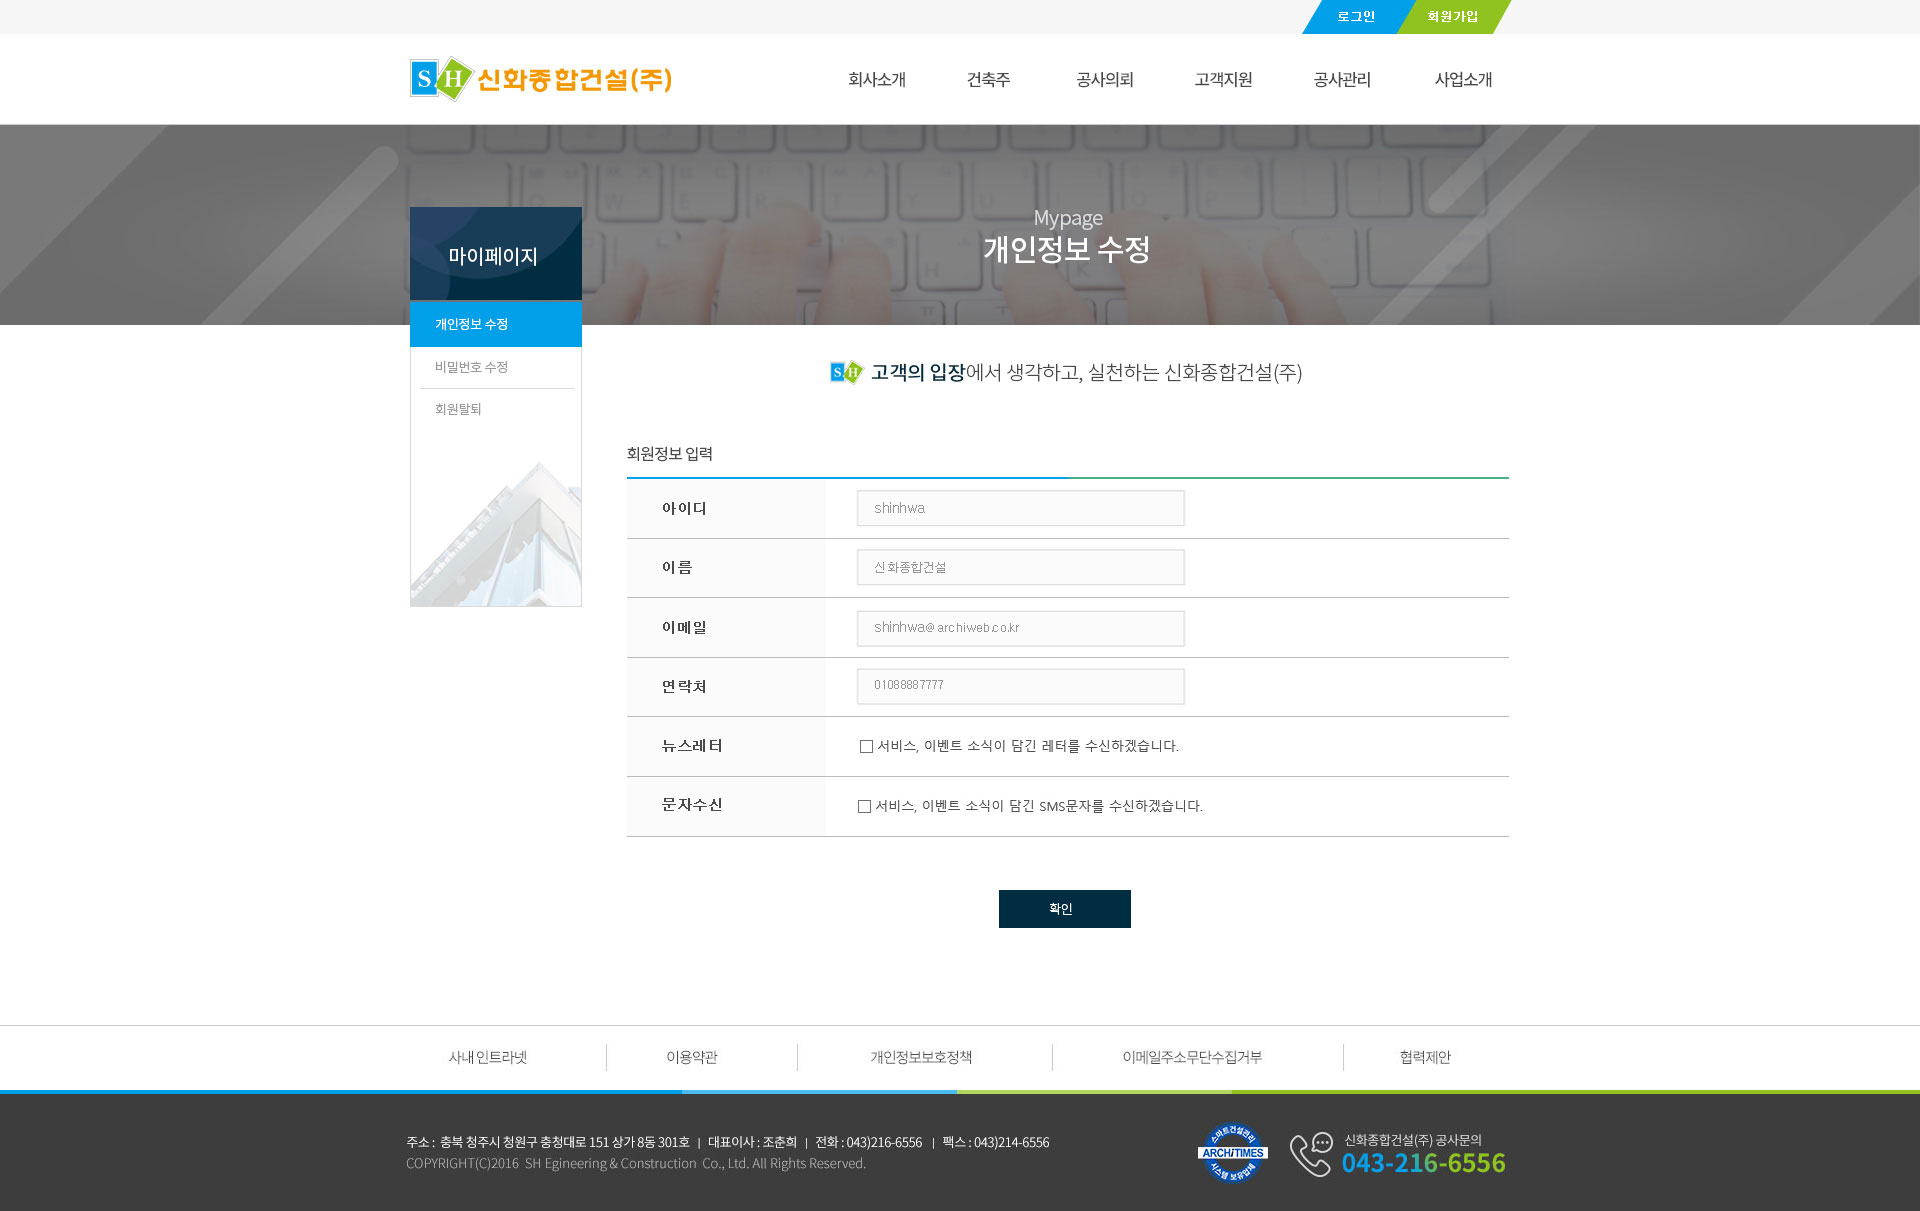 로그인 회원가입
SH 신화종합건설(주)
회사소개 건축주 공사의뢰 고객지원 공사관리 사업소개
Mypage
개인정보 수정
마이페이지
개인정보 수정
비밀번호 수정
회원탈퇴
SH 고객의 입장에서 생각하고, 실천하는 신화종합건설(주)
회원정보 입력
아이디 shinhwa
이름 신화종합건설
이메일 shinhwa@archiweb.co.kr
연락처 01088887777
뉴스레터 서비스, 이벤트 소식이 담긴 레터를 수신하겠습니다.
문자수신 서비스, 이벤트 소식이 담긴 SMS문자를 수신하겠습니다.
확인
사내 인트라넷 이용약관 개인정보보호정책 이메일주소무단수집거부 협력제안
주소 : 충북 청주시 청원구 충청대로 151 상가 8동 301호 | 대표이사 : 조춘희 | 전화 : 043)216-6556 | 팩스 : 043)214-6556
COPYRIGHT(C)2016 SH Egineering & Construction Co., Ltd. All Rights Reserved.
스마트건설관리
ARCHiTIMES
시스템 보유업체
신화종합건설(주) 공사문의
043-216-6556